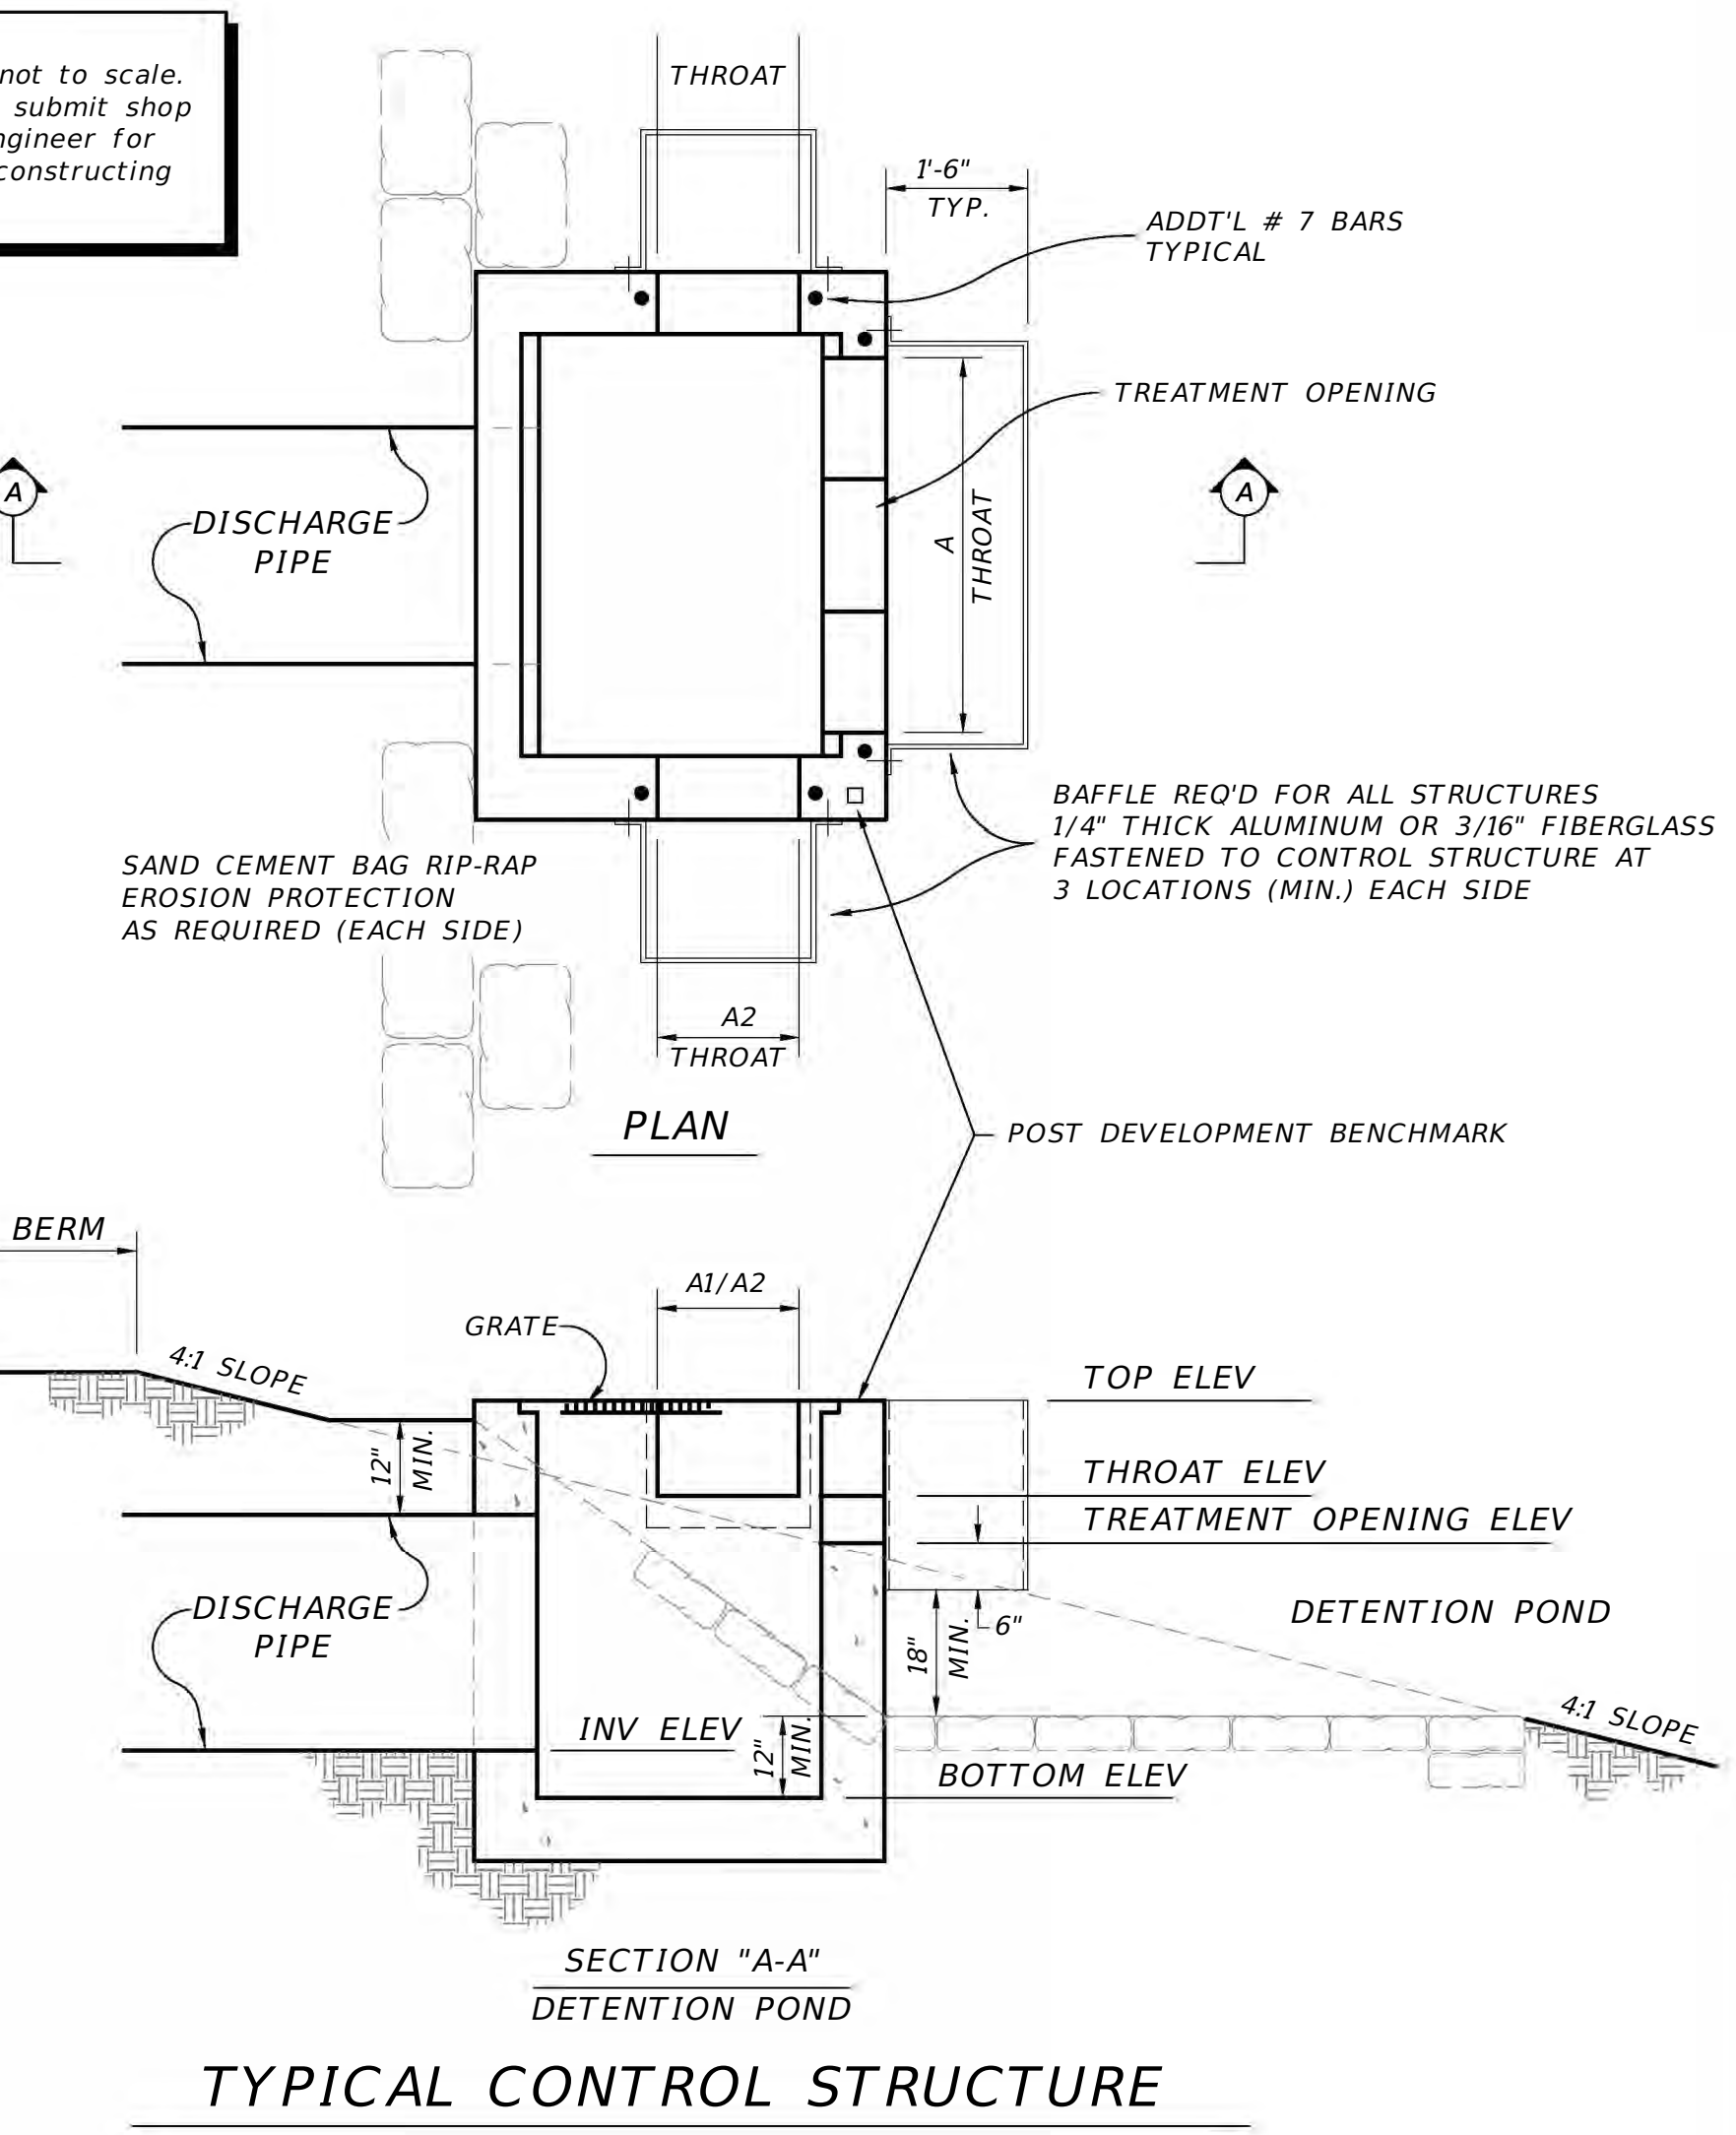 not to scale.
submit shop
ngineer for
constructing
THROAT
1'-6"
TYP.
ADDT'L # 7 BARS
TYPICAL
TREATMENT OPENING
A
A
DISCHARGE
PIPE
A
THROAT
SAND CEMENT BAG RIP-RAP
EROSION PROTECTION
AS REQUIRED (EACH SIDE)
BAFFLE REQ'D FOR ALL STRUCTURES
1/4" THICK ALUMINUM OR 3/16" FIBERGLASS
FASTENED TO CONTROL STRUCTURE AT
3 LOCATIONS (MIN.) EACH SIDE
A2
THROAT
PLAN
POST DEVELOPMENT BENCHMARK
BERM
A1/A2
GRATE
4:1 SLOPE
TOP ELEV
12"
MIN.
THROAT ELEV
TREATMENT OPENING ELEV
DISCHARGE
PIPE
DETENTION POND
6"
18"
MIN.
4:1 SLOPE
INV ELEV
12"
MIN.
BOTTOM ELEV
SECTION "A-A"
DETENTION POND
TYPICAL CONTROL STRUCTURE